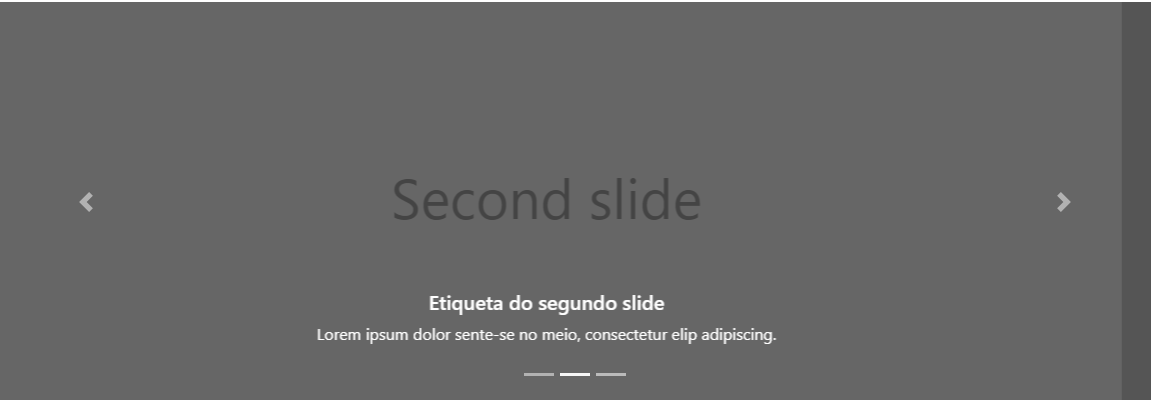 Second slide
Etiqueta do segundo slide
Lorem ipsum dolor sente-se no meio, consectetur elip adipiscing.